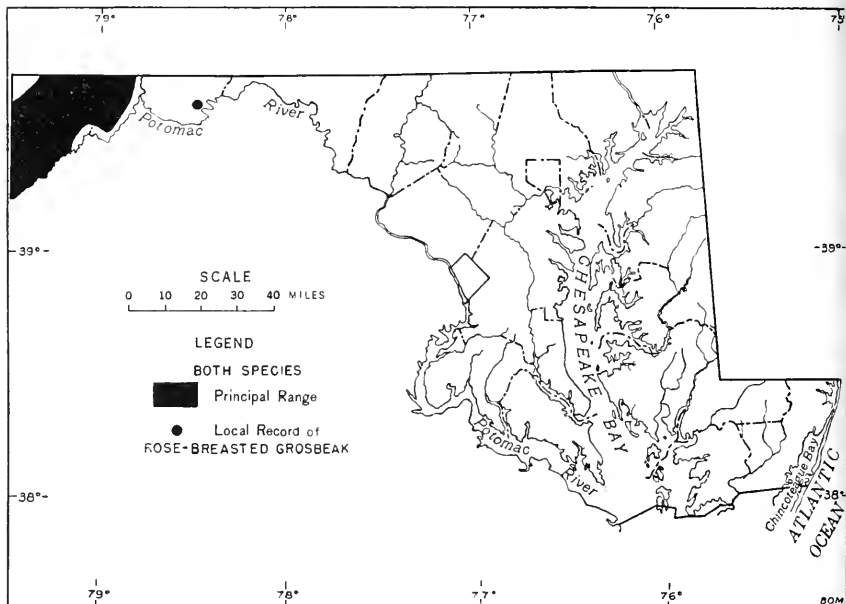 79°
78°
77°
76°
75°
Potomac
River
39°
39°
SCALE
0 10 20 30 40 MILES
LEGEND
BOTH SPECIES
Principal Range
Local Record of
ROSE-BREASTED GROSBEAK
CHESAPEAKE BAY
Potomac
River
Chincoteague Bay
ATLANTIC
OCEAN
38°
38°
79°
78°
77°
76°
80M